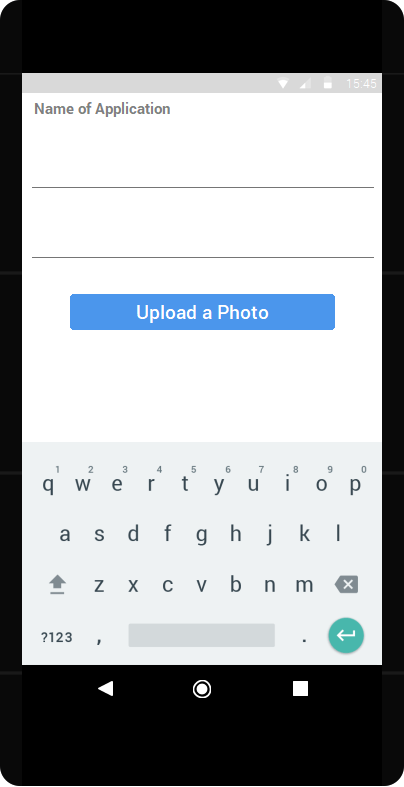 15:45
Name of Application
Upload a Photo
1 2 3 4 5 6 7 8 9 0
q w e r t y u i o p
a s d f g h j k l
z x c v b n m
?123 , .